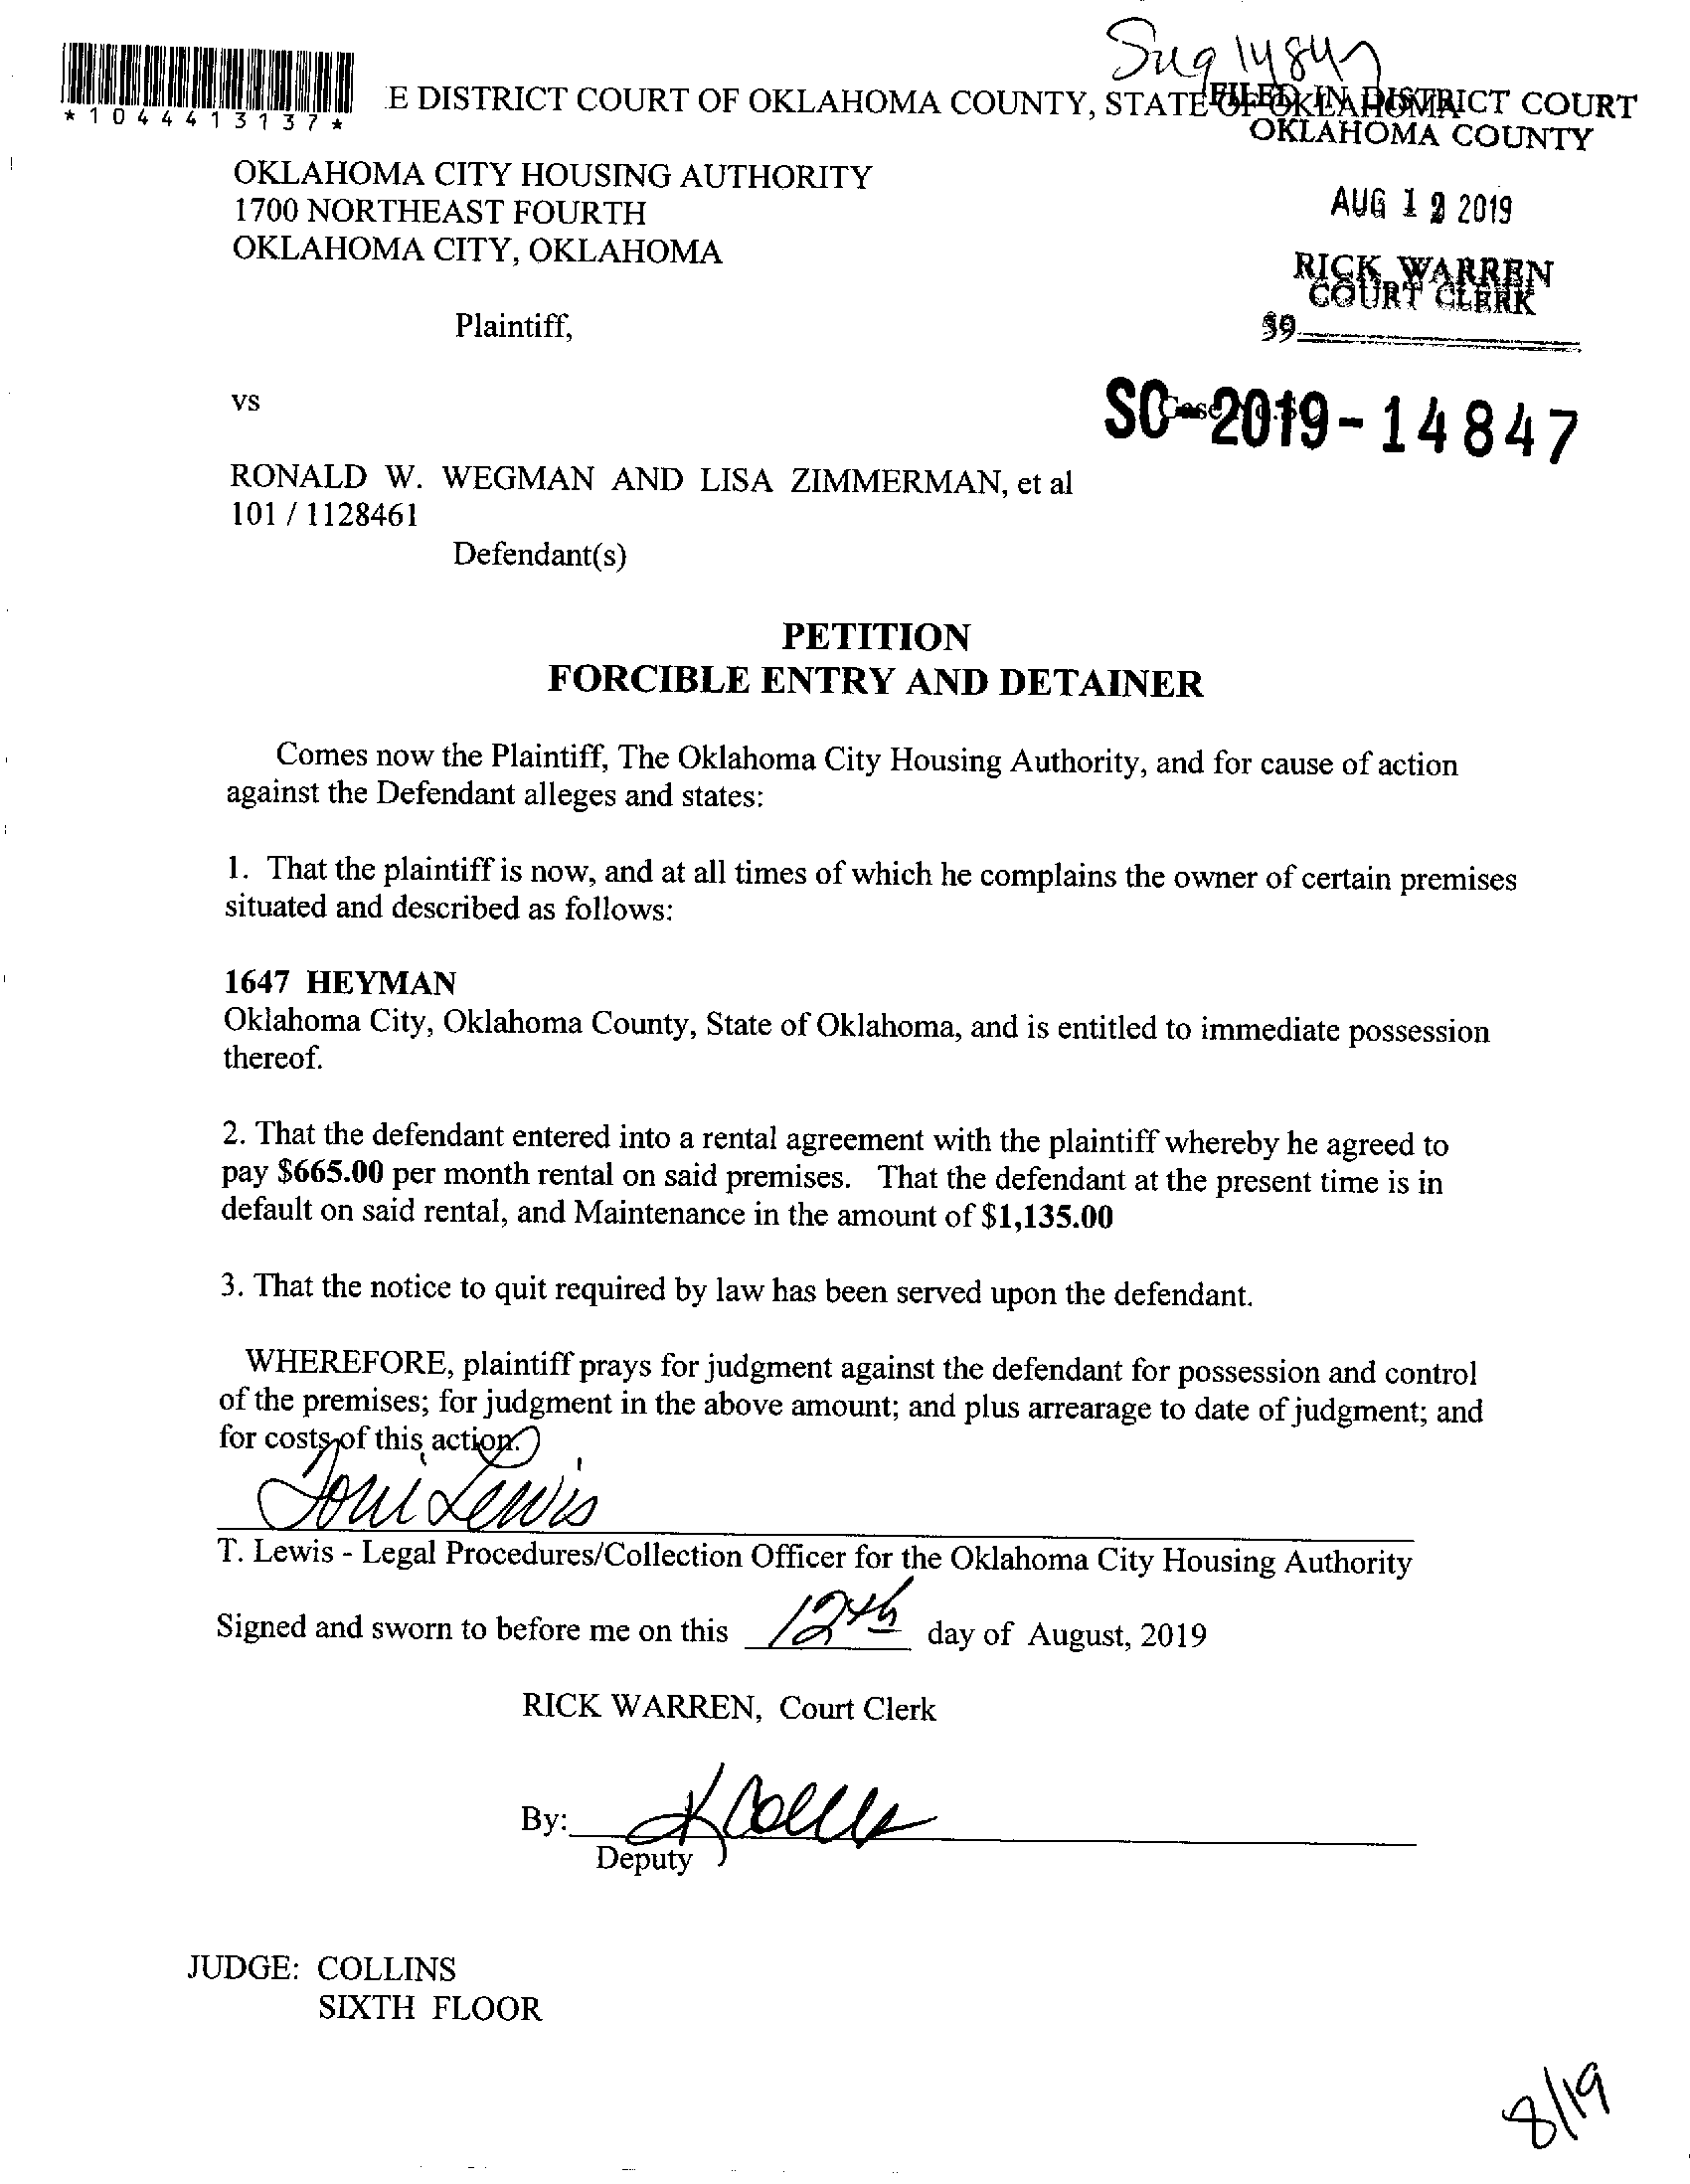 *1044413137*
E DISTRICT COURT OF OKLAHOMA COUNTY, STATE OF OKLAHOMA
FILED IN DISTRICT COURT
OKLAHOMA COUNTY
OKLAHOMA CITY HOUSING AUTHORITY
1700 NORTHEAST FOURTH
OKLAHOMA CITY, OKLAHOMA
AUG 12 2019
RICK WARREN
COURT CLERK
39
Plaintiff,
vs
SC-2019-14847
RONALD W. WEGMAN AND LISA ZIMMERMAN, et al
101 / 1128461
Defendant(s)
PETITION
FORCIBLE ENTRY AND DETAINER
Comes now the Plaintiff, The Oklahoma City Housing Authority, and for cause of action
against the Defendant alleges and states:
1. That the plaintiff is now, and at all times of which he complains the owner of certain premises
situated and described as follows:
1647 HEYMAN
Oklahoma City, Oklahoma County, State of Oklahoma, and is entitled to immediate possession
thereof.
2. That the defendant entered into a rental agreement with the plaintiff whereby he agreed to
pay $665.00 per month rental on said premises. That the defendant at the present time is in
default on said rental, and Maintenance in the amount of $1,135.00
3. That the notice to quit required by law has been served upon the defendant.
WHEREFORE, plaintiff prays for judgment against the defendant for possession and control
of the premises; for judgment in the above amount; and plus arrearage to date of judgment; and
for costs of this action.
Toni Lewis
T. Lewis - Legal Procedures/Collection Officer for the Oklahoma City Housing Authority
Signed and sworn to before me on this 12th day of August, 2019
RICK WARREN, Court Clerk
By:
Deputy
JUDGE: COLLINS
SIXTH FLOOR
8/19